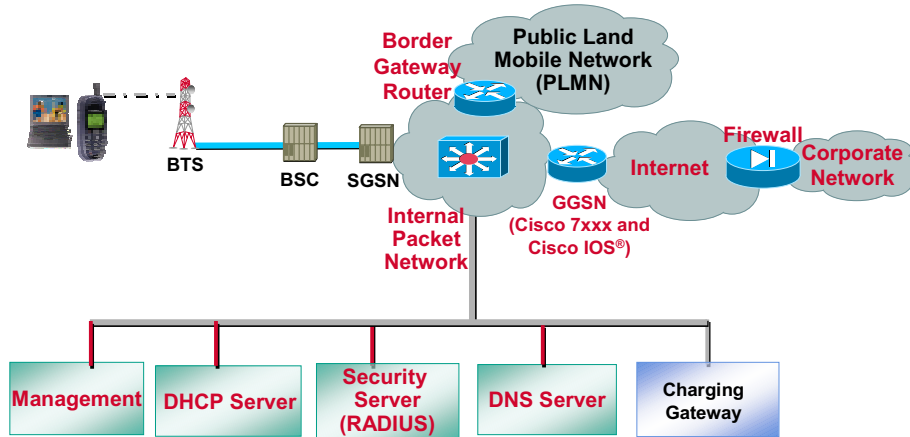 Border
Gateway
Router
Public Land
Mobile Network
(PLMN)
BTS
BSC
SGSN
Internal
Packet
Network
GGSN
(Cisco 7xxx and
Cisco IOS®)
Internet
Firewall
Corporate
Network
Management
DHCP Server
Security
Server
(RADIUS)
DNS Server
Charging
Gateway